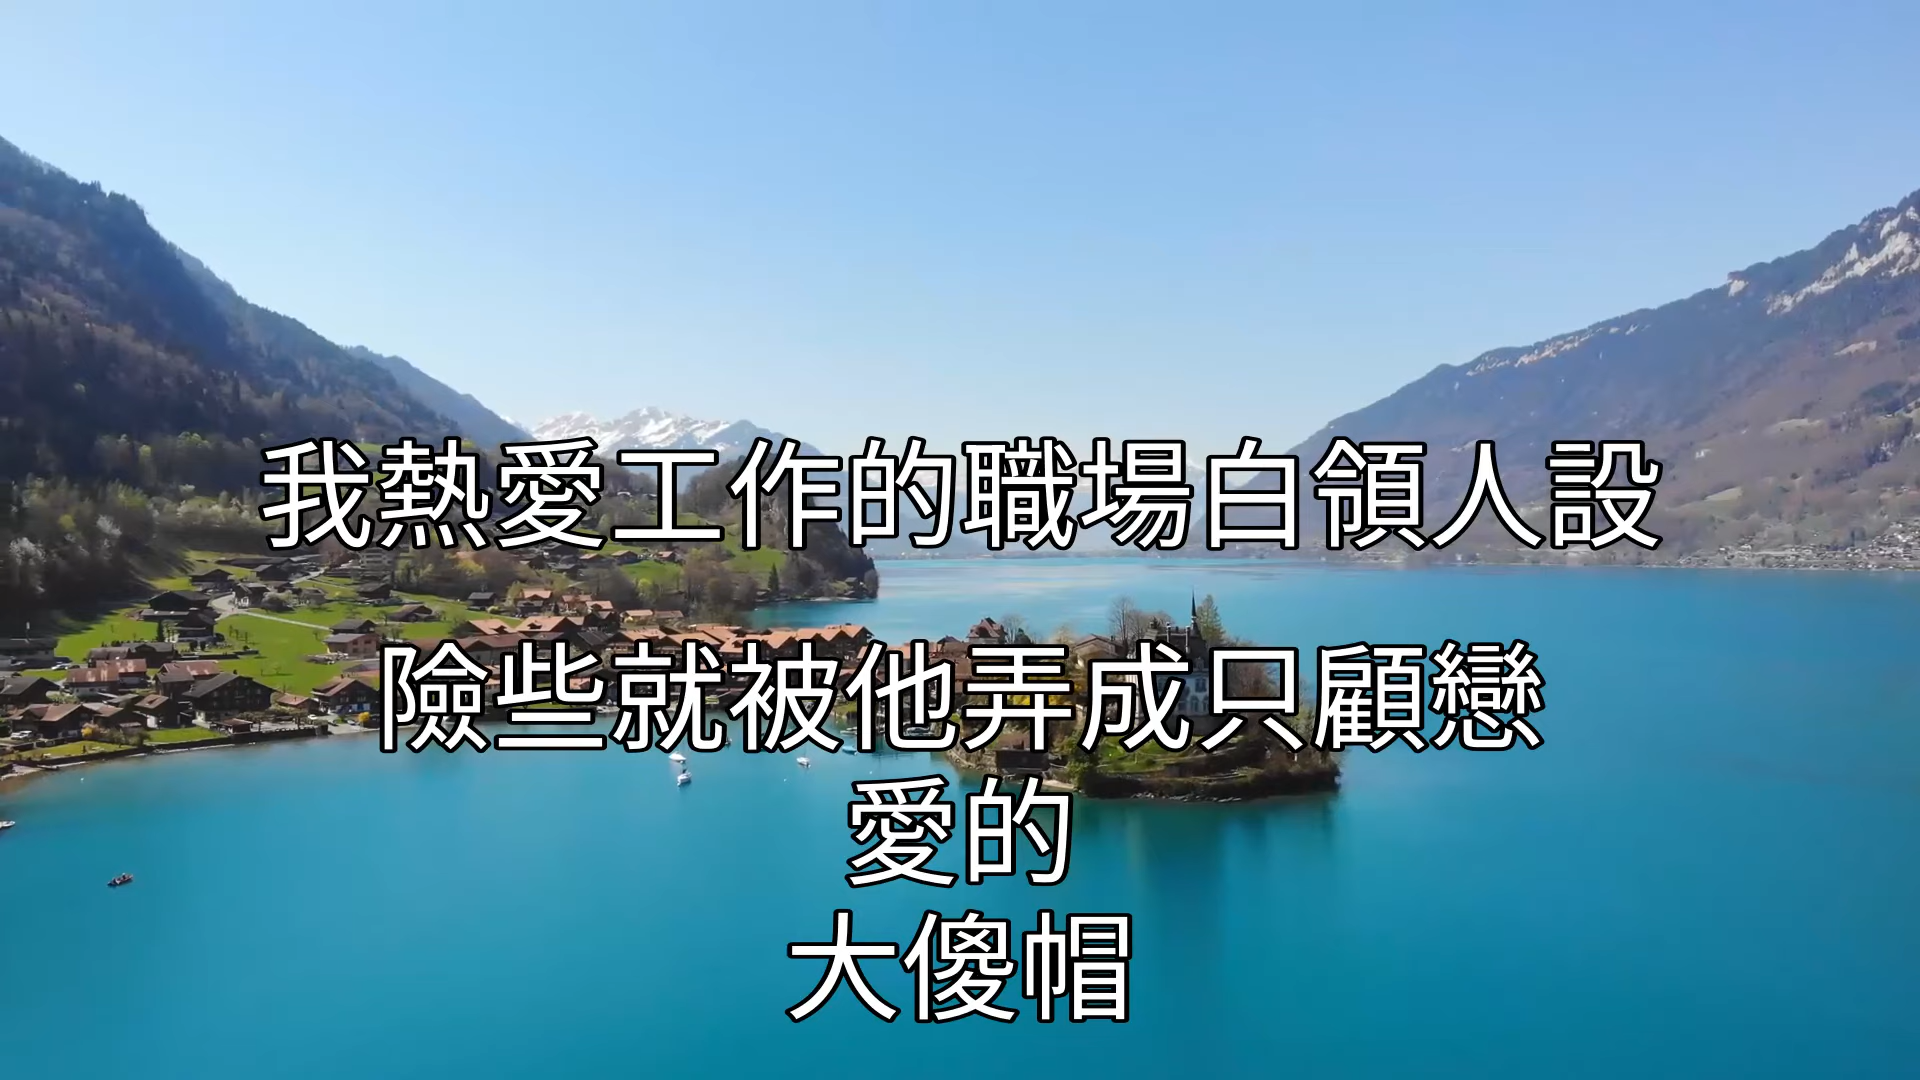 我熱愛工作的職場白領人設
險些就被他弄成只顧戀
愛的
大傻帽